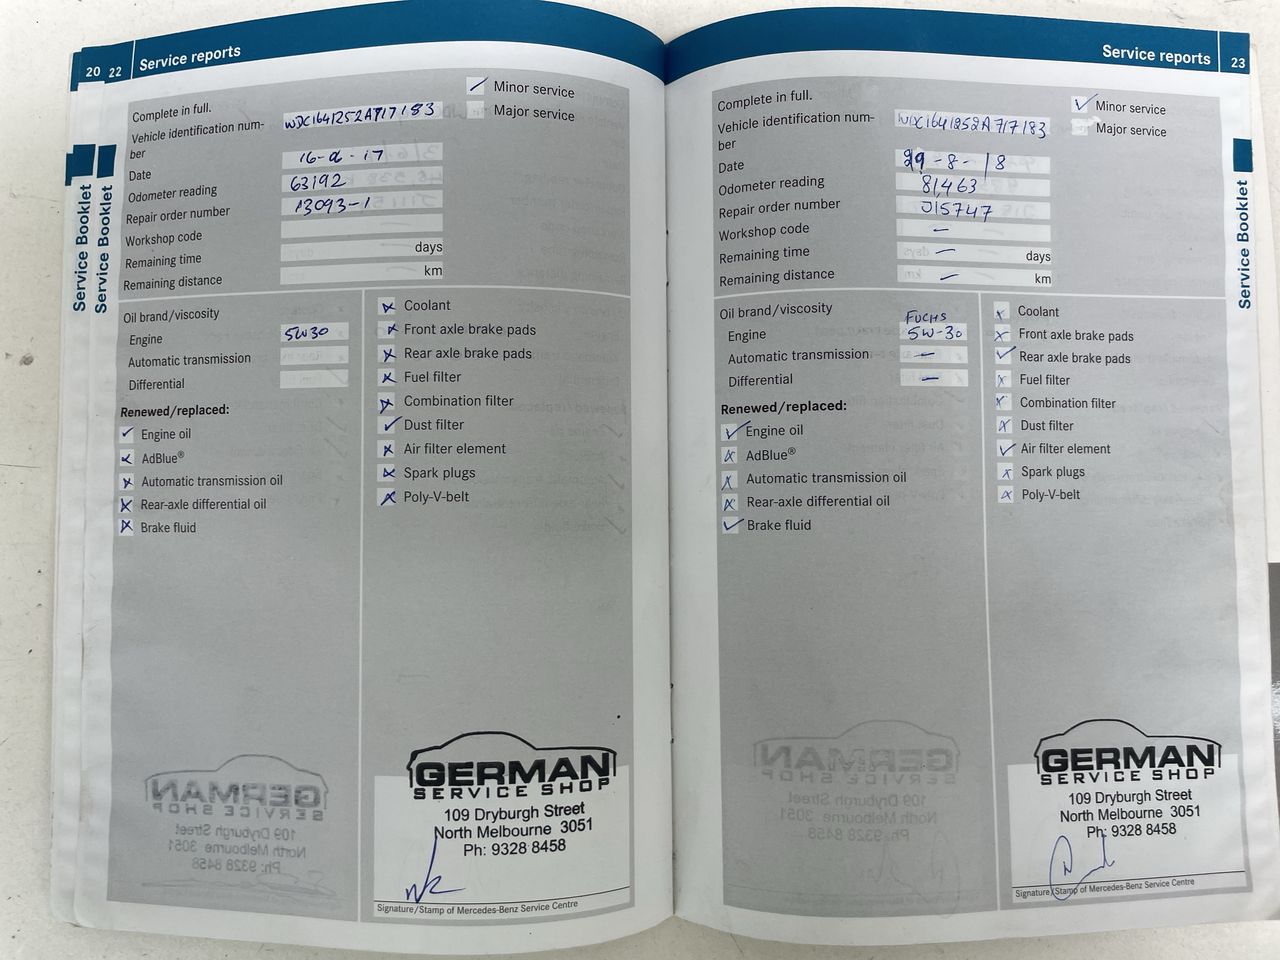 20 22 Service reports
Service Booklet
Service Booklet
Minor service
Major service
Complete in full.
Vehicle identification num-
ber WDC1641252A717183
Date 16-2-17
Odometer reading 63192
Repair order number 13093-1
Workshop code
Remaining time days
Remaining distance km
Oil brand/viscosity
Engine 5W30
Automatic transmission
Differential
Renewed/replaced:
Engine oil
AdBlue®
Automatic transmission oil
Rear-axle differential oil
Brake fluid
Coolant
Front axle brake pads
Rear axle brake pads
Fuel filter
Combination filter
Dust filter
Air filter element
Spark plugs
Poly-V-belt
GERMAN
SERVICE SHOP
109 Dryburgh Street
North Melbourne 3051
Ph: 9328 8458
Signature/Stamp of Mercedes-Benz Service Centre
Service reports 23
Service Booklet
Minor service
Major service
Complete in full.
Vehicle identification num-
ber WDC1641252A717183
Date 29-8-18
Odometer reading 81,463
Repair order number J15747
Workshop code -
Remaining time - days
Remaining distance - km
Oil brand/viscosity FUCHS
Engine 5W-30
Automatic transmission -
Differential -
Renewed/replaced:
Engine oil
AdBlue®
Automatic transmission oil
Rear-axle differential oil
Brake fluid
Coolant
Front axle brake pads
Rear axle brake pads
Fuel filter
Combination filter
Dust filter
Air filter element
Spark plugs
Poly-V-belt
GERMAN
SERVICE SHOP
109 Dryburgh Street
North Melbourne 3051
Ph: 9328 8458
Signature/Stamp of Mercedes-Benz Service Centre